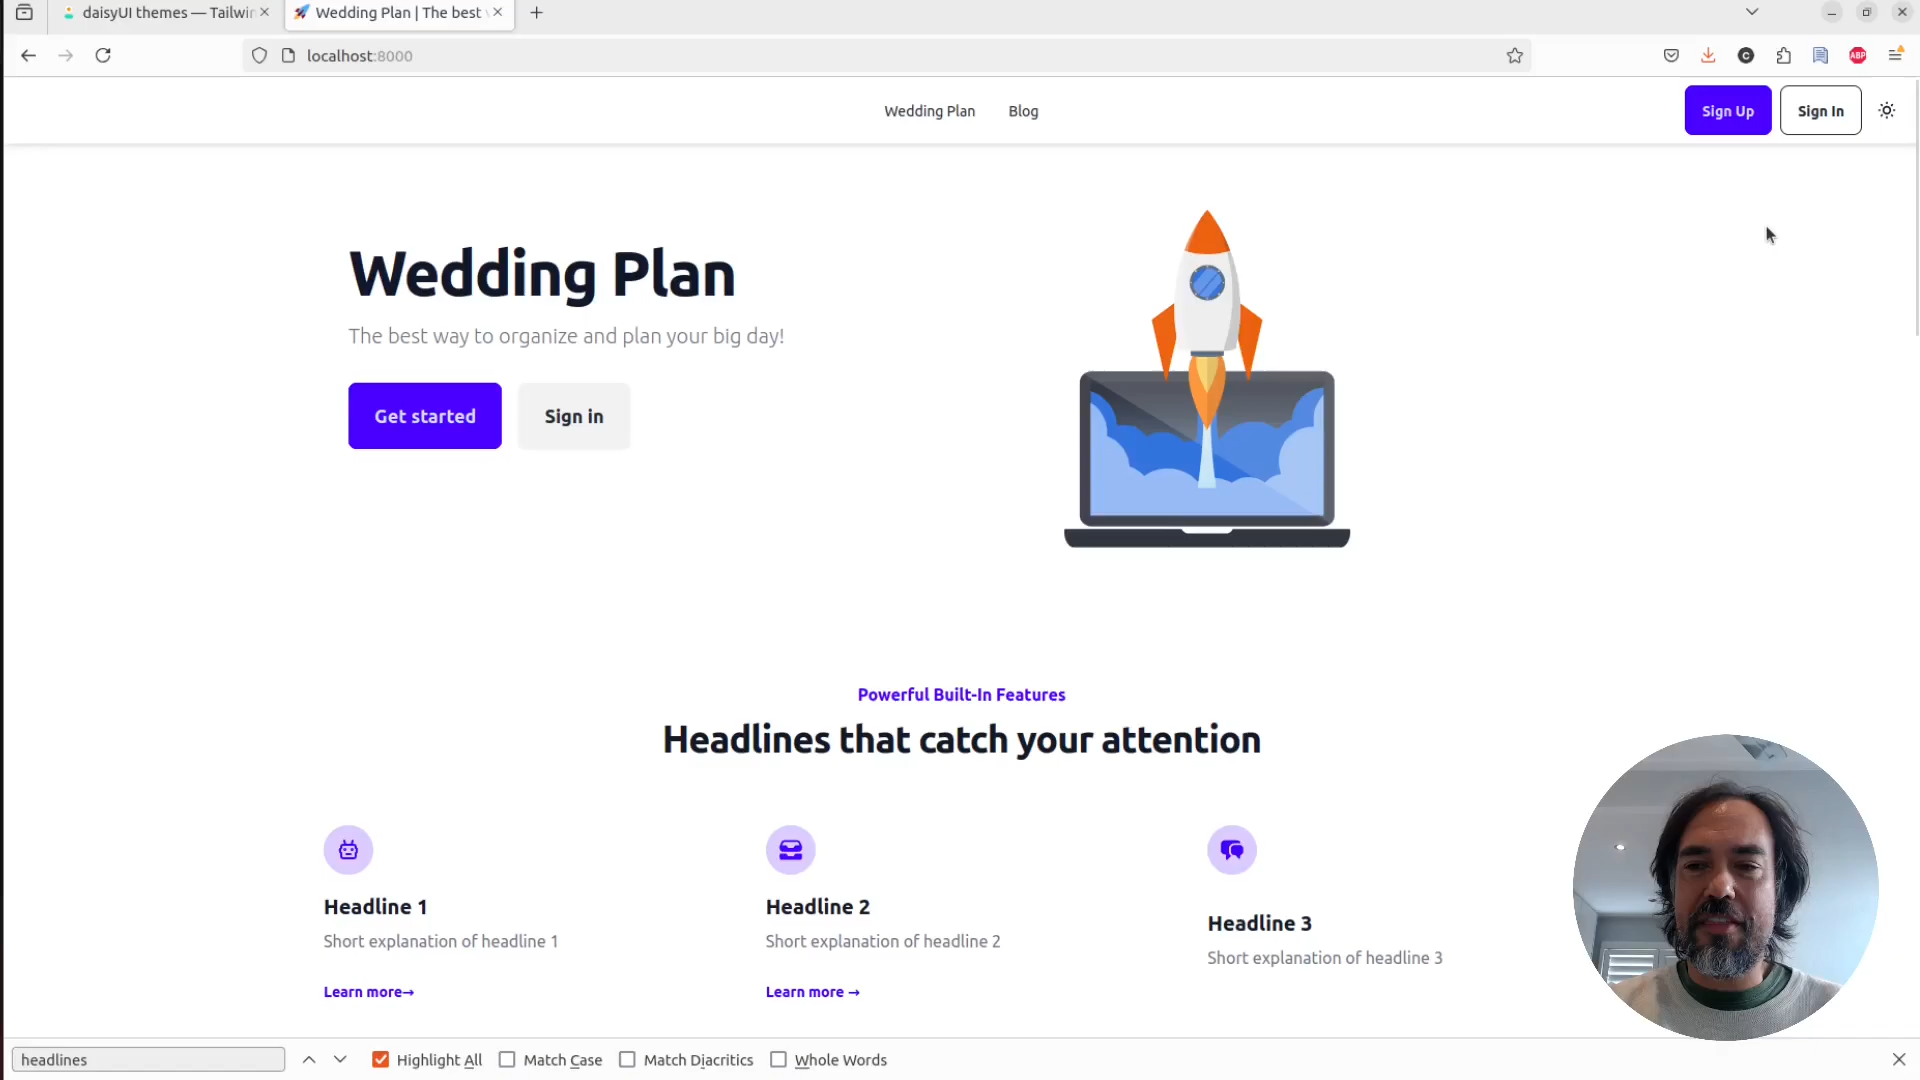 daisyUI themes — Tailwin
Wedding Plan | The best
localhost:8000
ABP
Wedding Plan
Blog
Sign Up
Sign In
Wedding Plan
The best way to organize and plan your big day!
Get started
Sign in
Powerful Built-In Features
Headlines that catch your attention
Headline 1
Headline 2
Headline 3
Short explanation of headline 1
Short explanation of headline 2
Short explanation of headline 3
Learn more→
Learn more →
headlines
Highlight All
Match Case
Match Diacritics
Whole Words